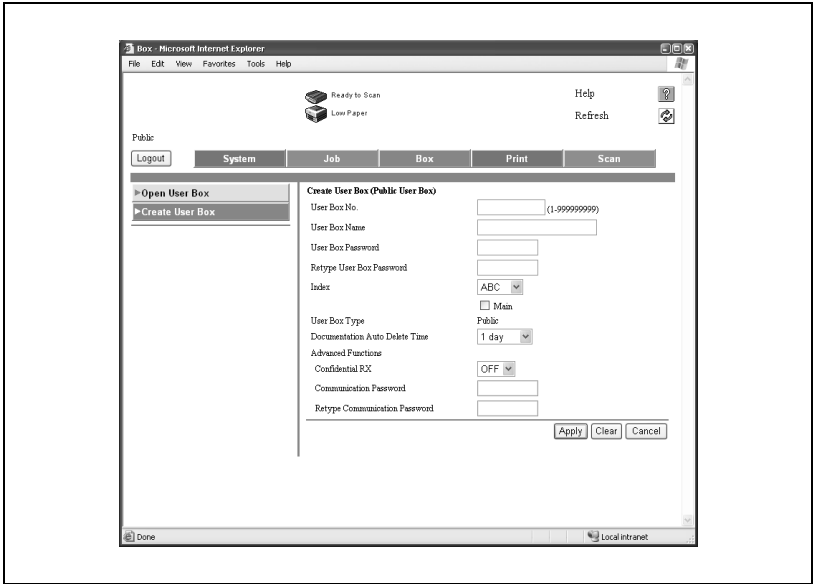 Box - Microsoft Internet Explorer
File Edit View Favorites Tools Help
Ready to Scan
Help ?
Low Paper
Refresh
Public
Logout System Job Box Print Scan
Open User Box
Create User Box
Create User Box (Public User Box)
User Box No. (1-999999999)
User Box Name
User Box Password
Retype User Box Password
Index ABC
Main
User Box Type Public
Documentation Auto Delete Time 1 day
Advanced Functions
Confidential RX OFF
Communication Password
Retype Communication Password
Apply Clear Cancel
Done Local intranet